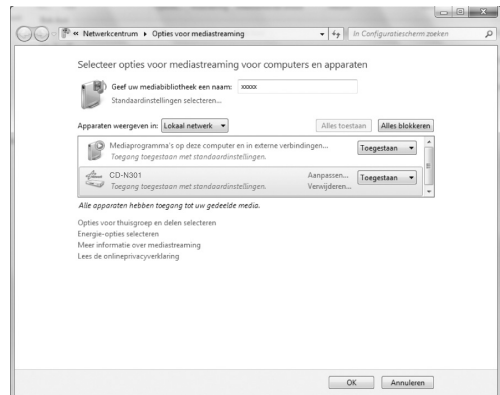 « Netwerkcentrum ▸ Opties voor mediastreaming
In Configuratiescherm zoeken
Selecteer opties voor mediastreaming voor computers en apparaten
Geef uw mediabibliotheek een naam: xxxxx
Standaardinstellingen selecteren...
Apparaten weergeven in: Lokaal netwerk Alles toestaan Alles blokkeren
Mediaprogramma's op deze computer en in externe verbindingen... Toegestaan
Toegang toegestaan met standaardinstellingen.
CD-N301 Aanpassen... Toegestaan
Toegang toegestaan met standaardinstellingen. Verwijderen...
Alle apparaten hebben toegang tot uw gedeelde media.
Opties voor thuisgroep en delen selecteren
Energie-opties selecteren
Meer informatie over mediastreaming
Lees de onlineprivacyverklaring
OK Annuleren